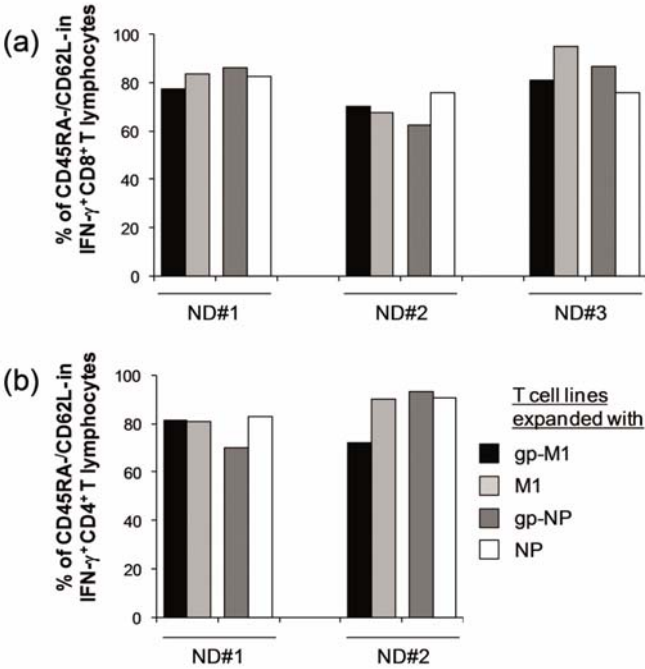 (a)
% of CD45RA-/CD62L-in
IFN-γ+ CD8+ T lymphocytes
100
80
60
40
20
0
ND#1
ND#2
ND#3
(b)
% of CD45RA-/CD62L-in
IFN-γ+ CD4+ T lymphocytes
100
80
60
40
20
0
ND#1
ND#2
T cell lines
expanded with
gp-M1
M1
gp-NP
NP